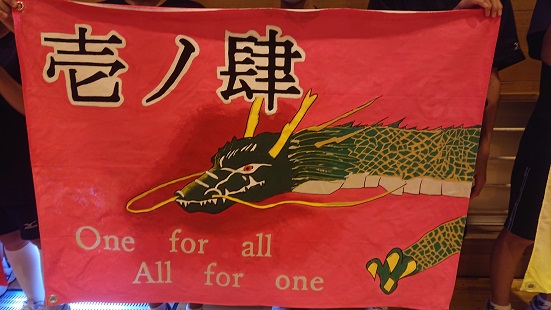 壱ノ肆
One for all
All for one